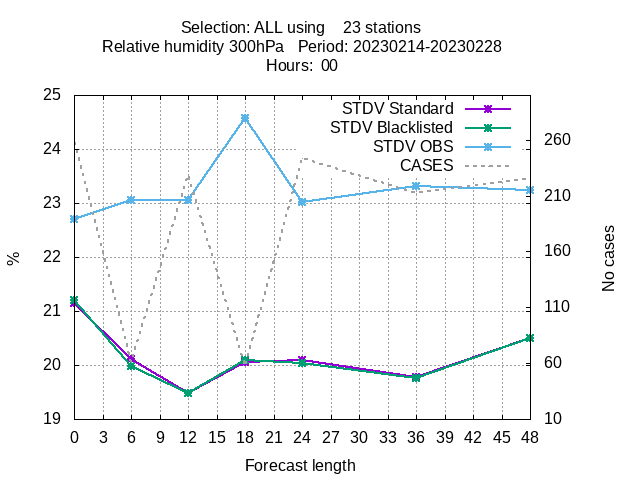 Selection: ALL using    23 stations
Relative humidity 300hPa   Period: 20230214-20230228
Hours:  00
STDV Standard
STDV Blacklisted
STDV OBS
CASES
25
24
23
22
21
20
19
%
260
210
160
110
60
10
No cases
0 3 6 9 12 15 18 21 24 27 30 33 36 39 42 45 48
Forecast length